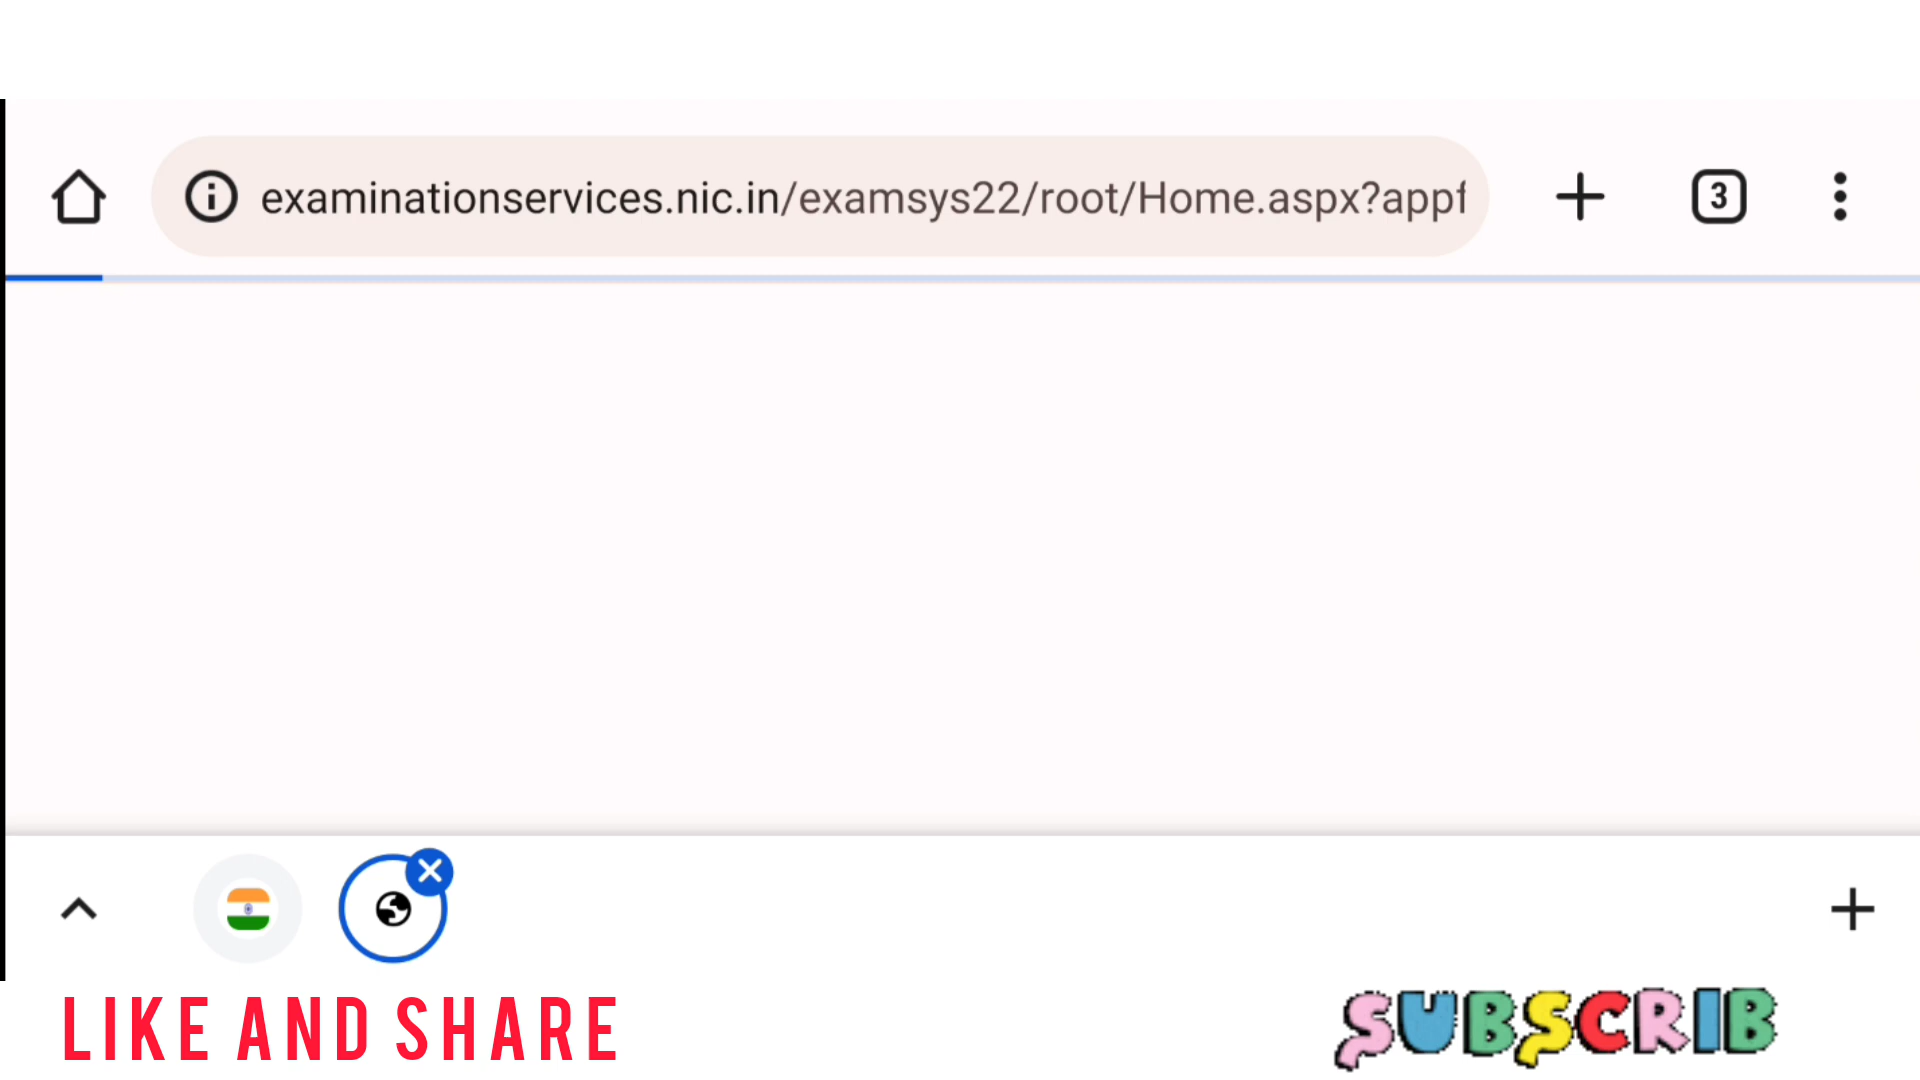 examinationservices.nic.in/examsys22/root/Home.aspx?appf
3
LIKE AND SHARE
SUBSCRIB